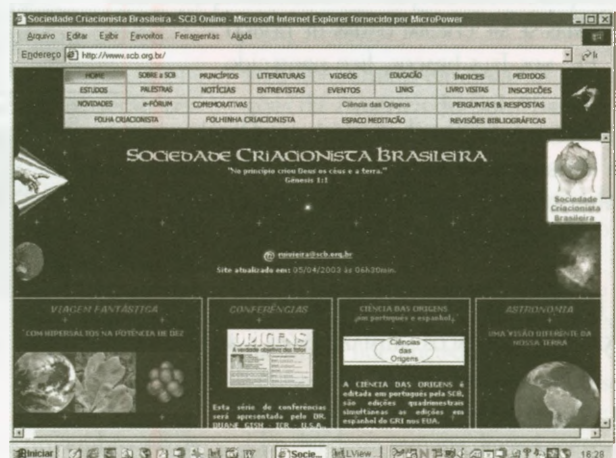 Sociedade Criacionista Brasileira - SCB Online - Microsoft Internet Explorer fornecido por MicroPower
Arquivo Editar Exibir Favoritos Ferramentas Ajuda
Endereço http://www.scb.org.br/
HOME SOBRE a SCB PRINCÍPIOS LITERATURAS VIDEOS EDUCAÇÃO ÍNDICES PEDIDOS
ESTUDOS PALESTRAS NOTÍCIAS ENTREVISTAS EVENTOS LINKS LIVRO VISITAS INSCRIÇÕES
NOVIDADES e-FÓRUM COMEMORATIVAS Ciência das Origens PERGUNTAS & RESPOSTAS
FOLHA CRIACIONISTA FOLHINHA CRIACIONISTA ESPAÇO MEDITAÇÃO REVISÕES BIBLIOGRÁFICAS
SOCIEDADE CRIACIONISTA BRASILEIRA
"No princípio criou Deus os céus e a terra."
Gênesis 1:1
Sociedade
Criacionista
Brasileira
Site atualizado em: 05/04/2003 às 06h30min.
VIAGEM FANTÁSTICA
COM HIPERSALTOS NA POTÊNCIA DE DEZ
CONFERÊNCIAS
ORIGENS
Esta série de conferências
será apresentada pelo DR.
DUANE GISH - ICR - U.S.A.
CIÊNCIA DAS ORIGENS
em português e espanhol
Ciências
das
Origens
A CIÊNCIA DAS ORIGENS é
editada em português pela SCB,
são edições quadrimestrais
simultâneas as edições em
espanhol do GRI nos EUA.
ASTRONOMIA
UMA VISÃO DIFERENTE DA
NOSSA TERRA
Iniciar Socie... LView 18:28